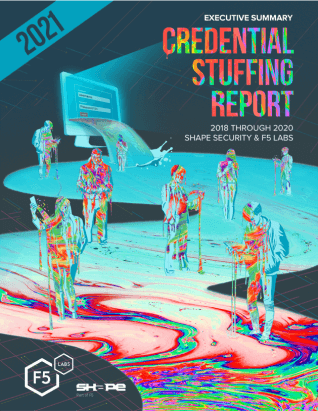 2021
EXECUTIVE SUMMARY
CREDENTIAL
STUFFING
REPORT
2018 THROUGH 2020
SHAPE SECURITY & F5 LABS
F5
LABS
SHAPE